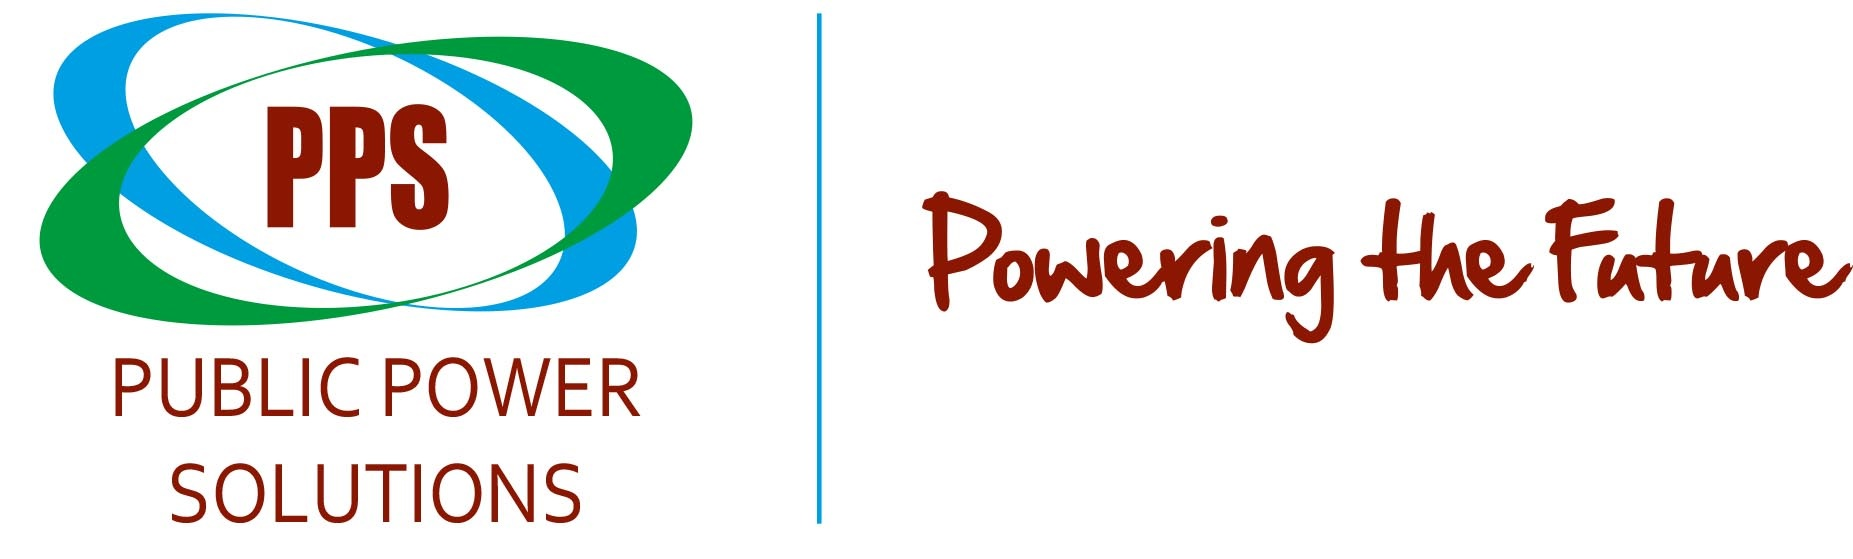 PPS
PUBLIC POWER
SOLUTIONS
Powering the Future